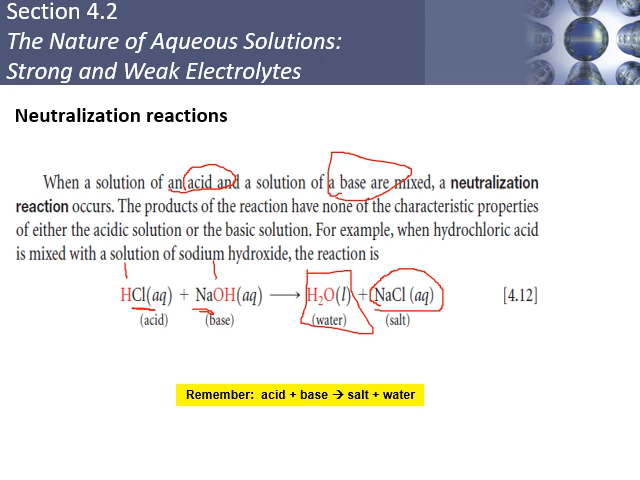 Section 4.2
The Nature of Aqueous Solutions:
Strong and Weak Electrolytes
Neutralization reactions
When a solution of an acid and a solution of a base are mixed, a neutralization
reaction occurs. The products of the reaction have none of the characteristic properties
of either the acidic solution or the basic solution. For example, when hydrochloric acid
is mixed with a solution of sodium hydroxide, the reaction is
HCl(aq) + NaOH(aq) ⟶ H₂O(l) + NaCl (aq) [4.12]
(acid) (base) (water) (salt)
Remember: acid + base → salt + water